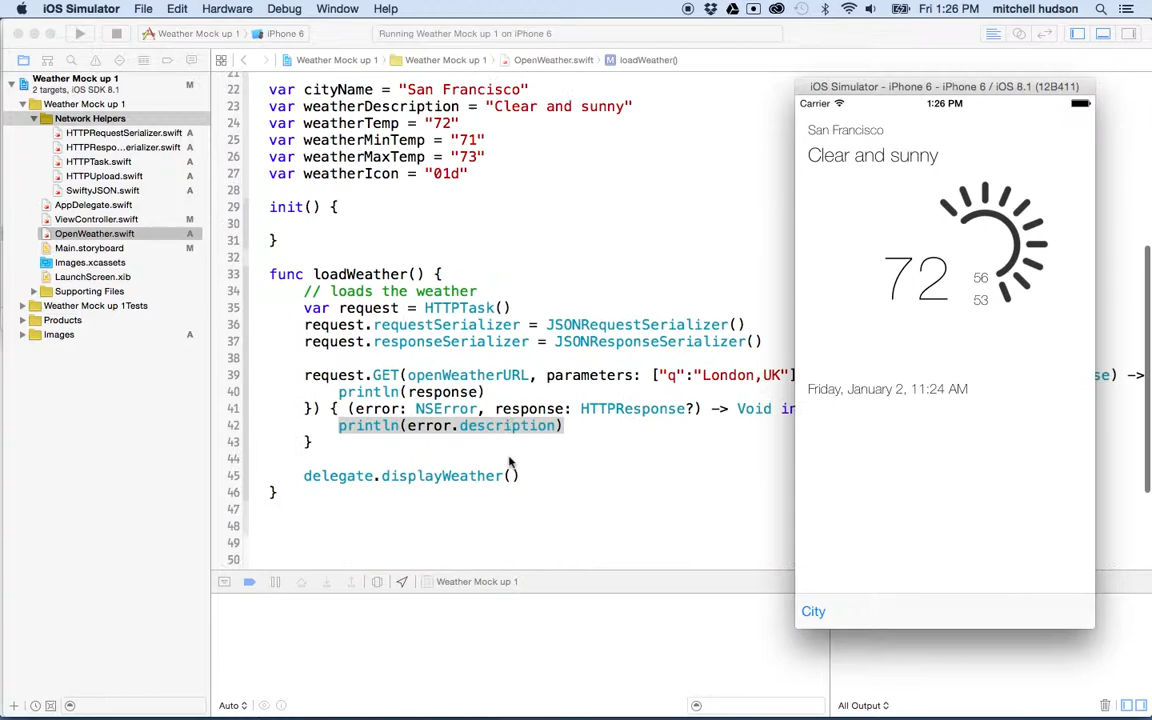 iOS Simulator File Edit Hardware Debug Window Help Fri 1:26 PM mitchell hudson
Weather Mock up 1 iPhone 6 Running Weather Mock up 1 on iPhone 6
Weather Mock up 1 Weather Mock up 1 OpenWeather.swift M loadWeather()
Weather Mock up 1
2 targets, iOS SDK 8.1 M
Weather Mock up 1
Network Helpers
HTTPRequestSerializer.swift A
HTTPRespo...erializer.swift A
HTTPTask.swift A
HTTPUpload.swift A
SwiftyJSON.swift A
AppDelegate.swift
ViewController.swift M
OpenWeather.swift A
Main.storyboard M
Images.xcassets
LaunchScreen.xib
Supporting Files
Weather Mock up 1Tests
Products
Images A
21
22 var cityName = "San Francisco"
23 var weatherDescription = "Clear and sunny"
24 var weatherTemp = "72"
25 var weatherMinTemp = "71"
26 var weatherMaxTemp = "73"
27 var weatherIcon = "01d"
28
29 init() {
30
31 }
32
33 func loadWeather() {
34 // loads the weather
35 var request = HTTPTask()
36 request.requestSerializer = JSONRequestSerializer()
37 request.responseSerializer = JSONResponseSerializer()
38
39 request.GET(openWeatherURL, parameters: ["q":"London,UK"] se) ->
40 println(response)
41 }) { (error: NSError, response: HTTPResponse?) -> Void in
42 println(error.description)
43 }
44
45 delegate.displayWeather()
46 }
47
48
49
50
iOS Simulator - iPhone 6 - iPhone 6 / iOS 8.1 (12B411)
Carrier 1:26 PM
San Francisco
Clear and sunny
72
56
53
Friday, January 2, 11:24 AM
City
Weather Mock up 1
Auto All Output